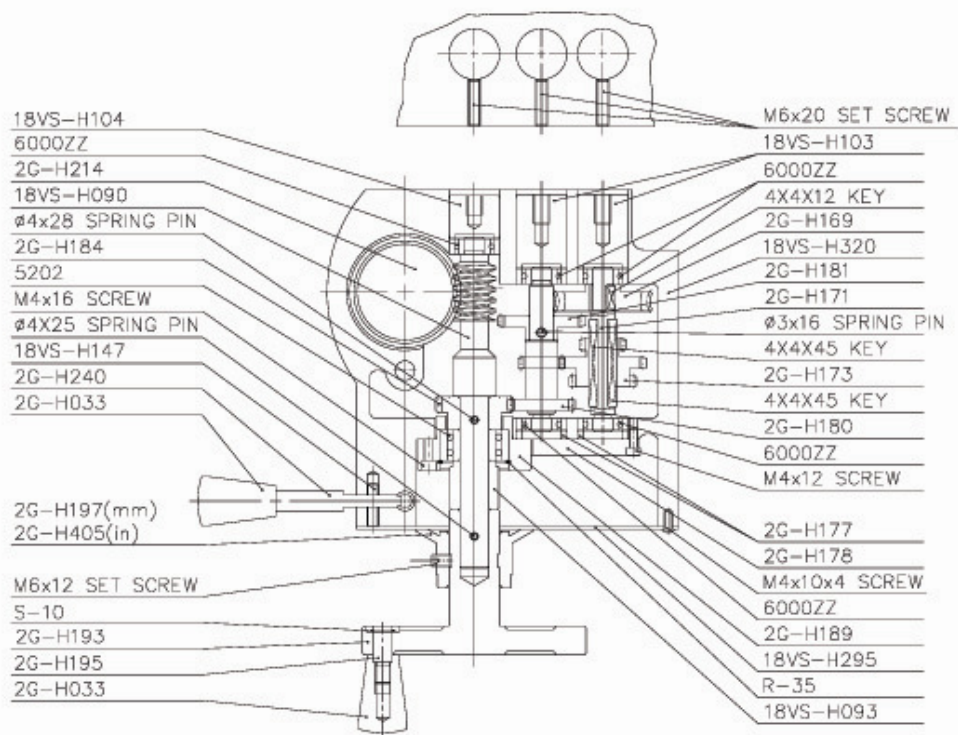 18VS-H104
6000ZZ
2G-H214
18VS-H090
ø4x28 SPRING PIN
2G-H184
5202
M4x16 SCREW
ø4X25 SPRING PIN
18VS-H147
2G-H240
2G-H033
2G-H197(mm)
2G-H405(in)
M6x12 SET SCREW
S-10
2G-H193
2G-H195
2G-H033
M6x20 SET SCREW
18VS-H103
6000ZZ
4X4X12 KEY
2G-H169
18VS-H320
2G-H181
2G-H171
ø3x16 SPRING PIN
4X4X45 KEY
2G-H173
4X4X45 KEY
2G-H180
6000ZZ
M4x12 SCREW
2G-H177
2G-H178
M4x10x4 SCREW
6000ZZ
2G-H189
18VS-H295
R-35
18VS-H093